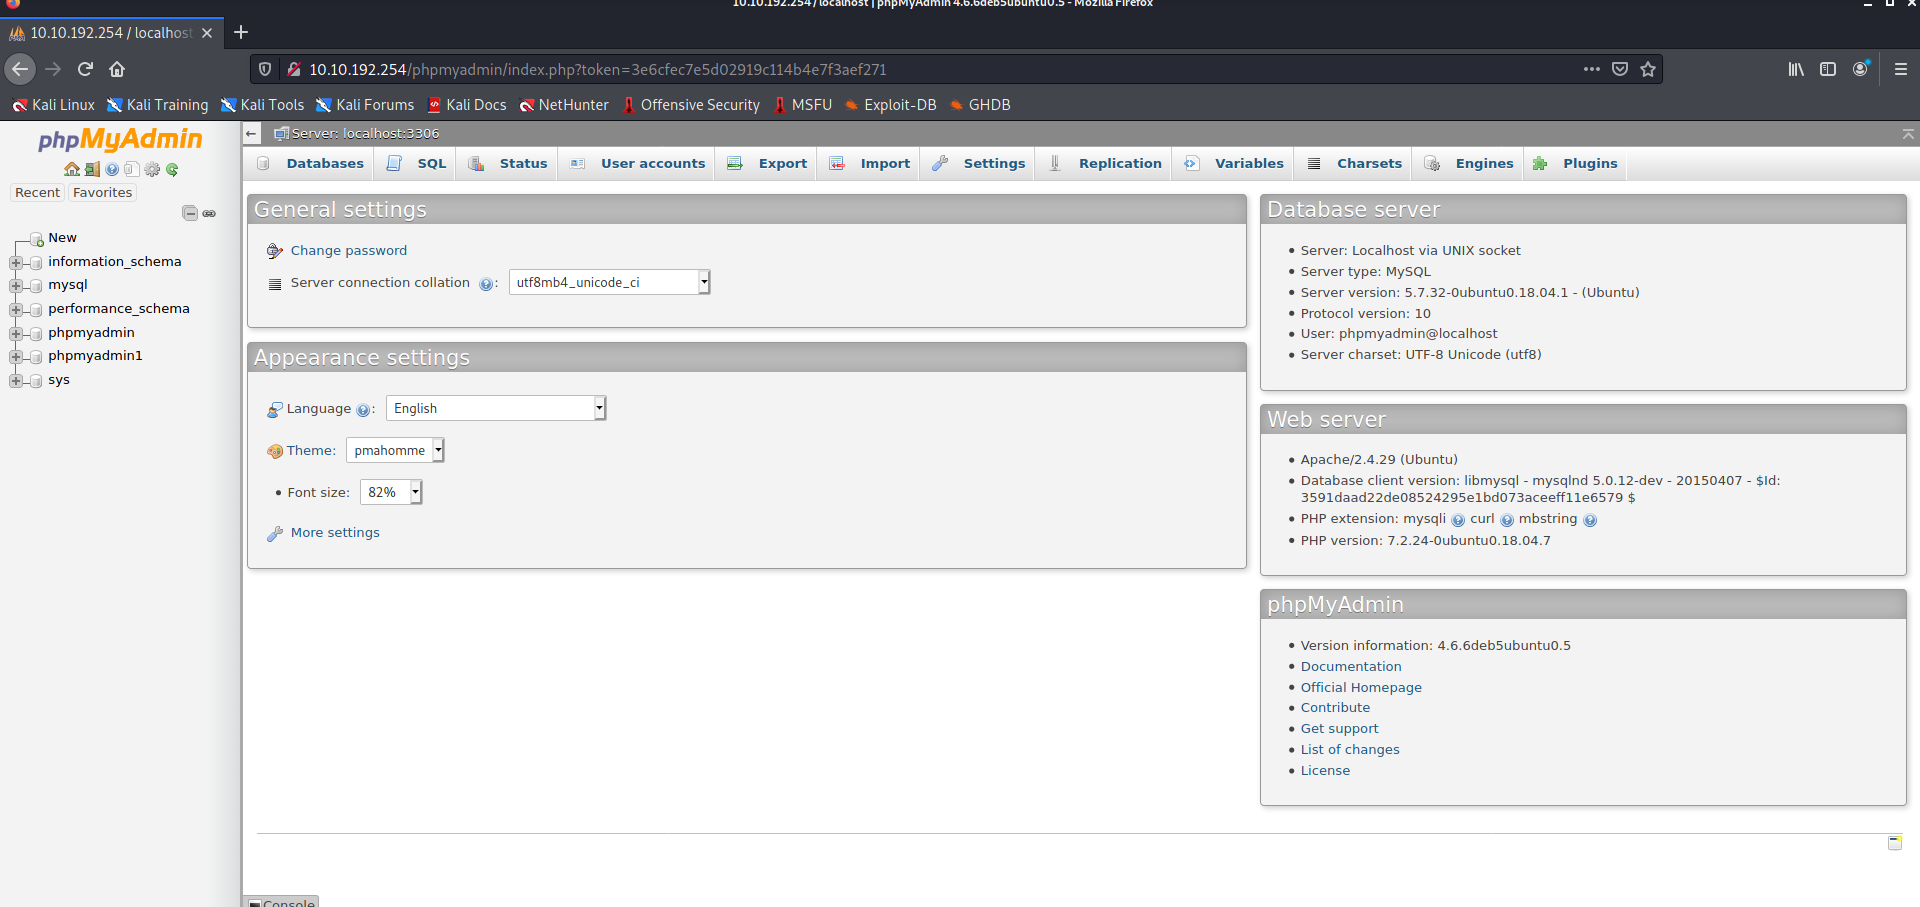 10.10.192.254 / localhost | phpMyAdmin 4.6.6deb5ubuntu0.5 - Mozilla Firefox
10.10.192.254 / localhost
10.10.192.254/phpmyadmin/index.php?token=3e6cfec7e5d02919c114b4e7f3aef271
Kali Linux Kali Training Kali Tools Kali Forums Kali Docs NetHunter Offensive Security MSFU Exploit-DB GHDB
phpMyAdmin
Recent Favorites
New
information_schema
mysql
performance_schema
phpmyadmin
phpmyadmin1
sys
Server: localhost:3306
Databases SQL Status User accounts Export Import Settings Replication Variables Charsets Engines Plugins
General settings
Change password
Server connection collation : utf8mb4_unicode_ci
Appearance settings
Language : English
Theme: pmahomme
• Font size: 82%
More settings
Database server
• Server: Localhost via UNIX socket
• Server type: MySQL
• Server version: 5.7.32-0ubuntu0.18.04.1 - (Ubuntu)
• Protocol version: 10
• User: phpmyadmin@localhost
• Server charset: UTF-8 Unicode (utf8)
Web server
• Apache/2.4.29 (Ubuntu)
• Database client version: libmysql - mysqlnd 5.0.12-dev - 20150407 - $Id:
3591daad22de08524295e1bd073aceeff11e6579 $
• PHP extension: mysqli curl mbstring
• PHP version: 7.2.24-0ubuntu0.18.04.7
phpMyAdmin
• Version information: 4.6.6deb5ubuntu0.5
• Documentation
• Official Homepage
• Contribute
• Get support
• List of changes
• License
Console